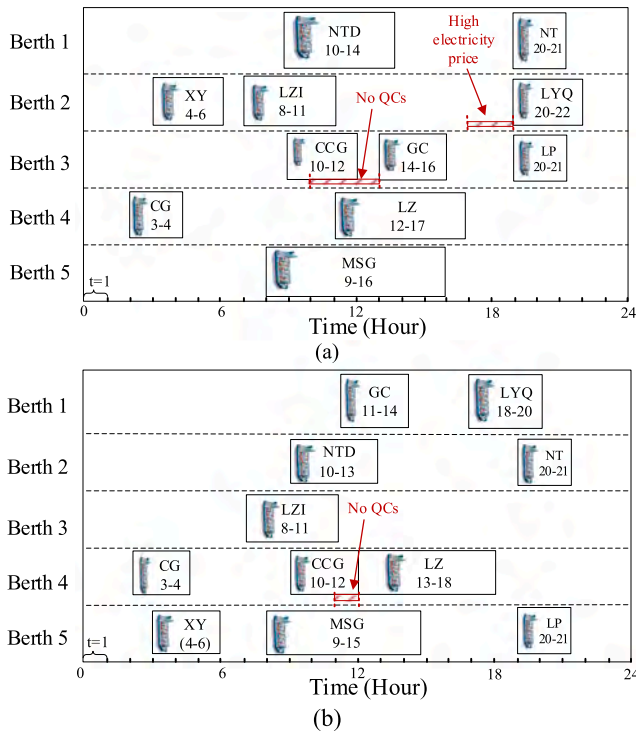 High
electricity
price
Berth 1
NTD
10-14
NT
20-21
Berth 2
XY
4-6
LZI
8-11
No QCs
LYQ
20-22
Berth 3
CCG
10-12
GC
14-16
LP
20-21
Berth 4
CG
3-4
LZ
12-17
Berth 5
MSG
9-16
t=1
0 6 12 18 24
Time (Hour)
(a)
Berth 1
GC
11-14
LYQ
18-20
Berth 2
NTD
10-13
NT
20-21
Berth 3
LZI
8-11
No QCs
Berth 4
CG
3-4
CCG
10-12
LZ
13-18
Berth 5
XY
(4-6)
MSG
9-15
LP
20-21
t=1
0 6 12 18 24
Time (Hour)
(b)